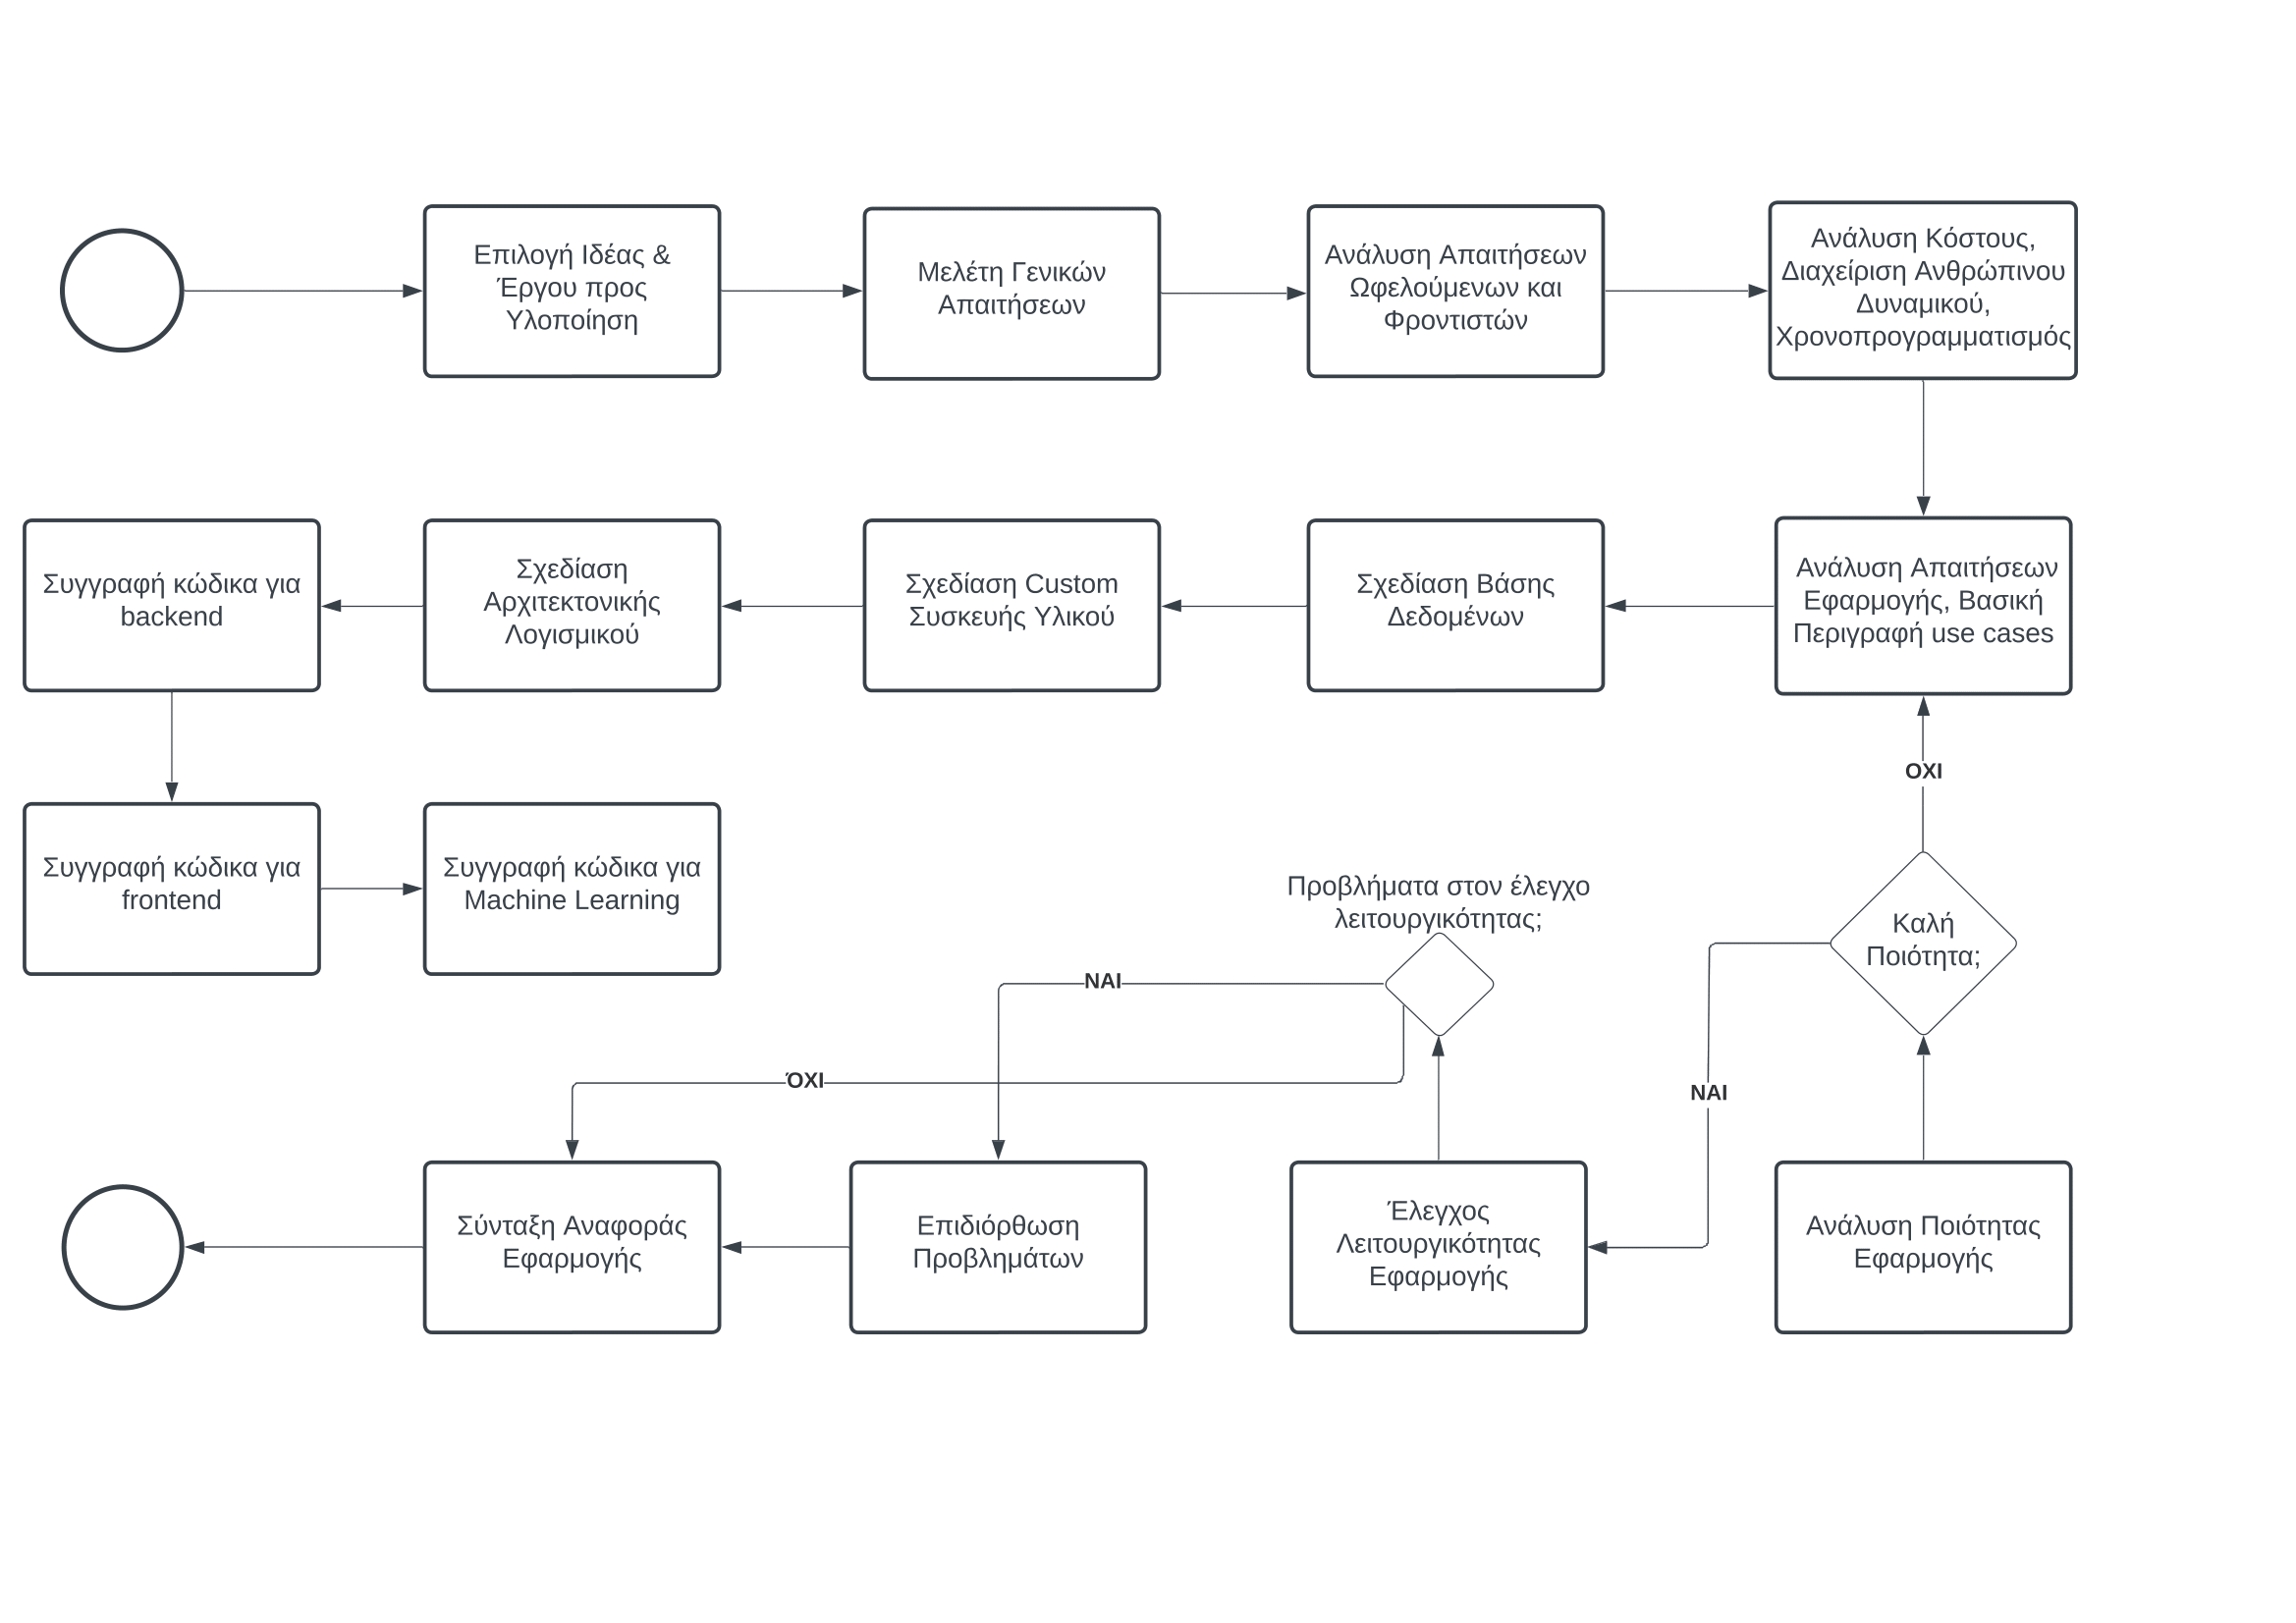 Επιλογή Ιδέας &
Έργου προς
Υλοποίηση
Μελέτη Γενικών
Απαιτήσεων
Ανάλυση Απαιτήσεων
Ωφελούμενων και
Φροντιστών
Ανάλυση Κόστους,
Διαχείριση Ανθρώπινου
Δυναμικού,
Χρονοπρογραμματισμός
Συγγραφή κώδικα για
backend
Σχεδίαση
Αρχιτεκτονικής
Λογισμικού
Σχεδίαση Custom
Συσκευής Υλικού
Σχεδίαση Βάσης
Δεδομένων
Ανάλυση Απαιτήσεων
Εφαρμογής, Βασική
Περιγραφή use cases
ΟΧΙ
Συγγραφή κώδικα για
frontend
Συγγραφή κώδικα για
Machine Learning
Προβλήματα στον έλεγχο
λειτουργικότητας;
Καλή
Ποιότητα;
ΝΑΙ
ΌΧΙ
ΝΑΙ
Σύνταξη Αναφοράς
Εφαρμογής
Επιδιόρθωση
Προβλημάτων
Έλεγχος
Λειτουργικότητας
Εφαρμογής
Ανάλυση Ποιότητας
Εφαρμογής